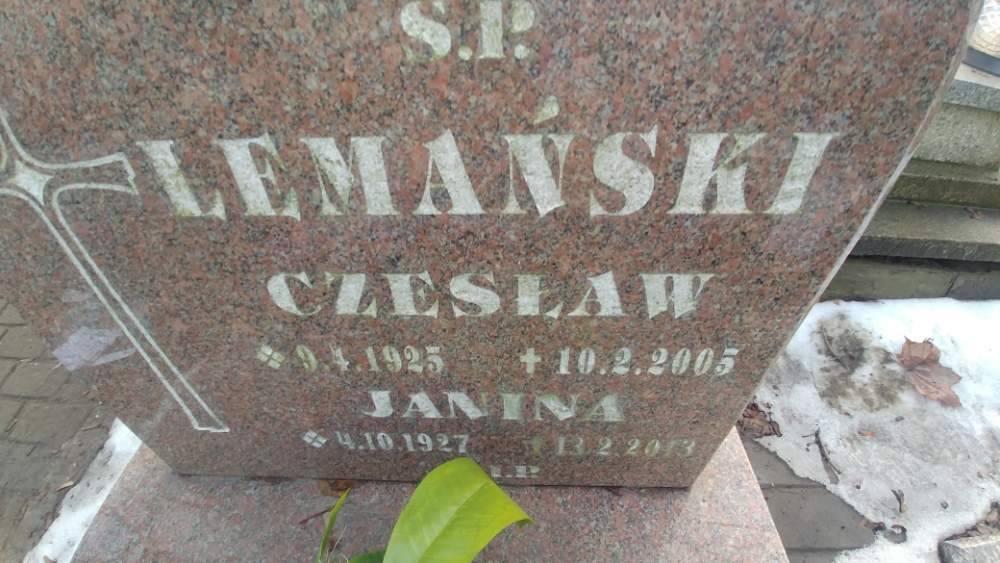 Ś.P.
LEMAŃSKI
CZESŁAW
9.4.1925 10.2.2005
JANINA
4.10.1927 13.2.2013